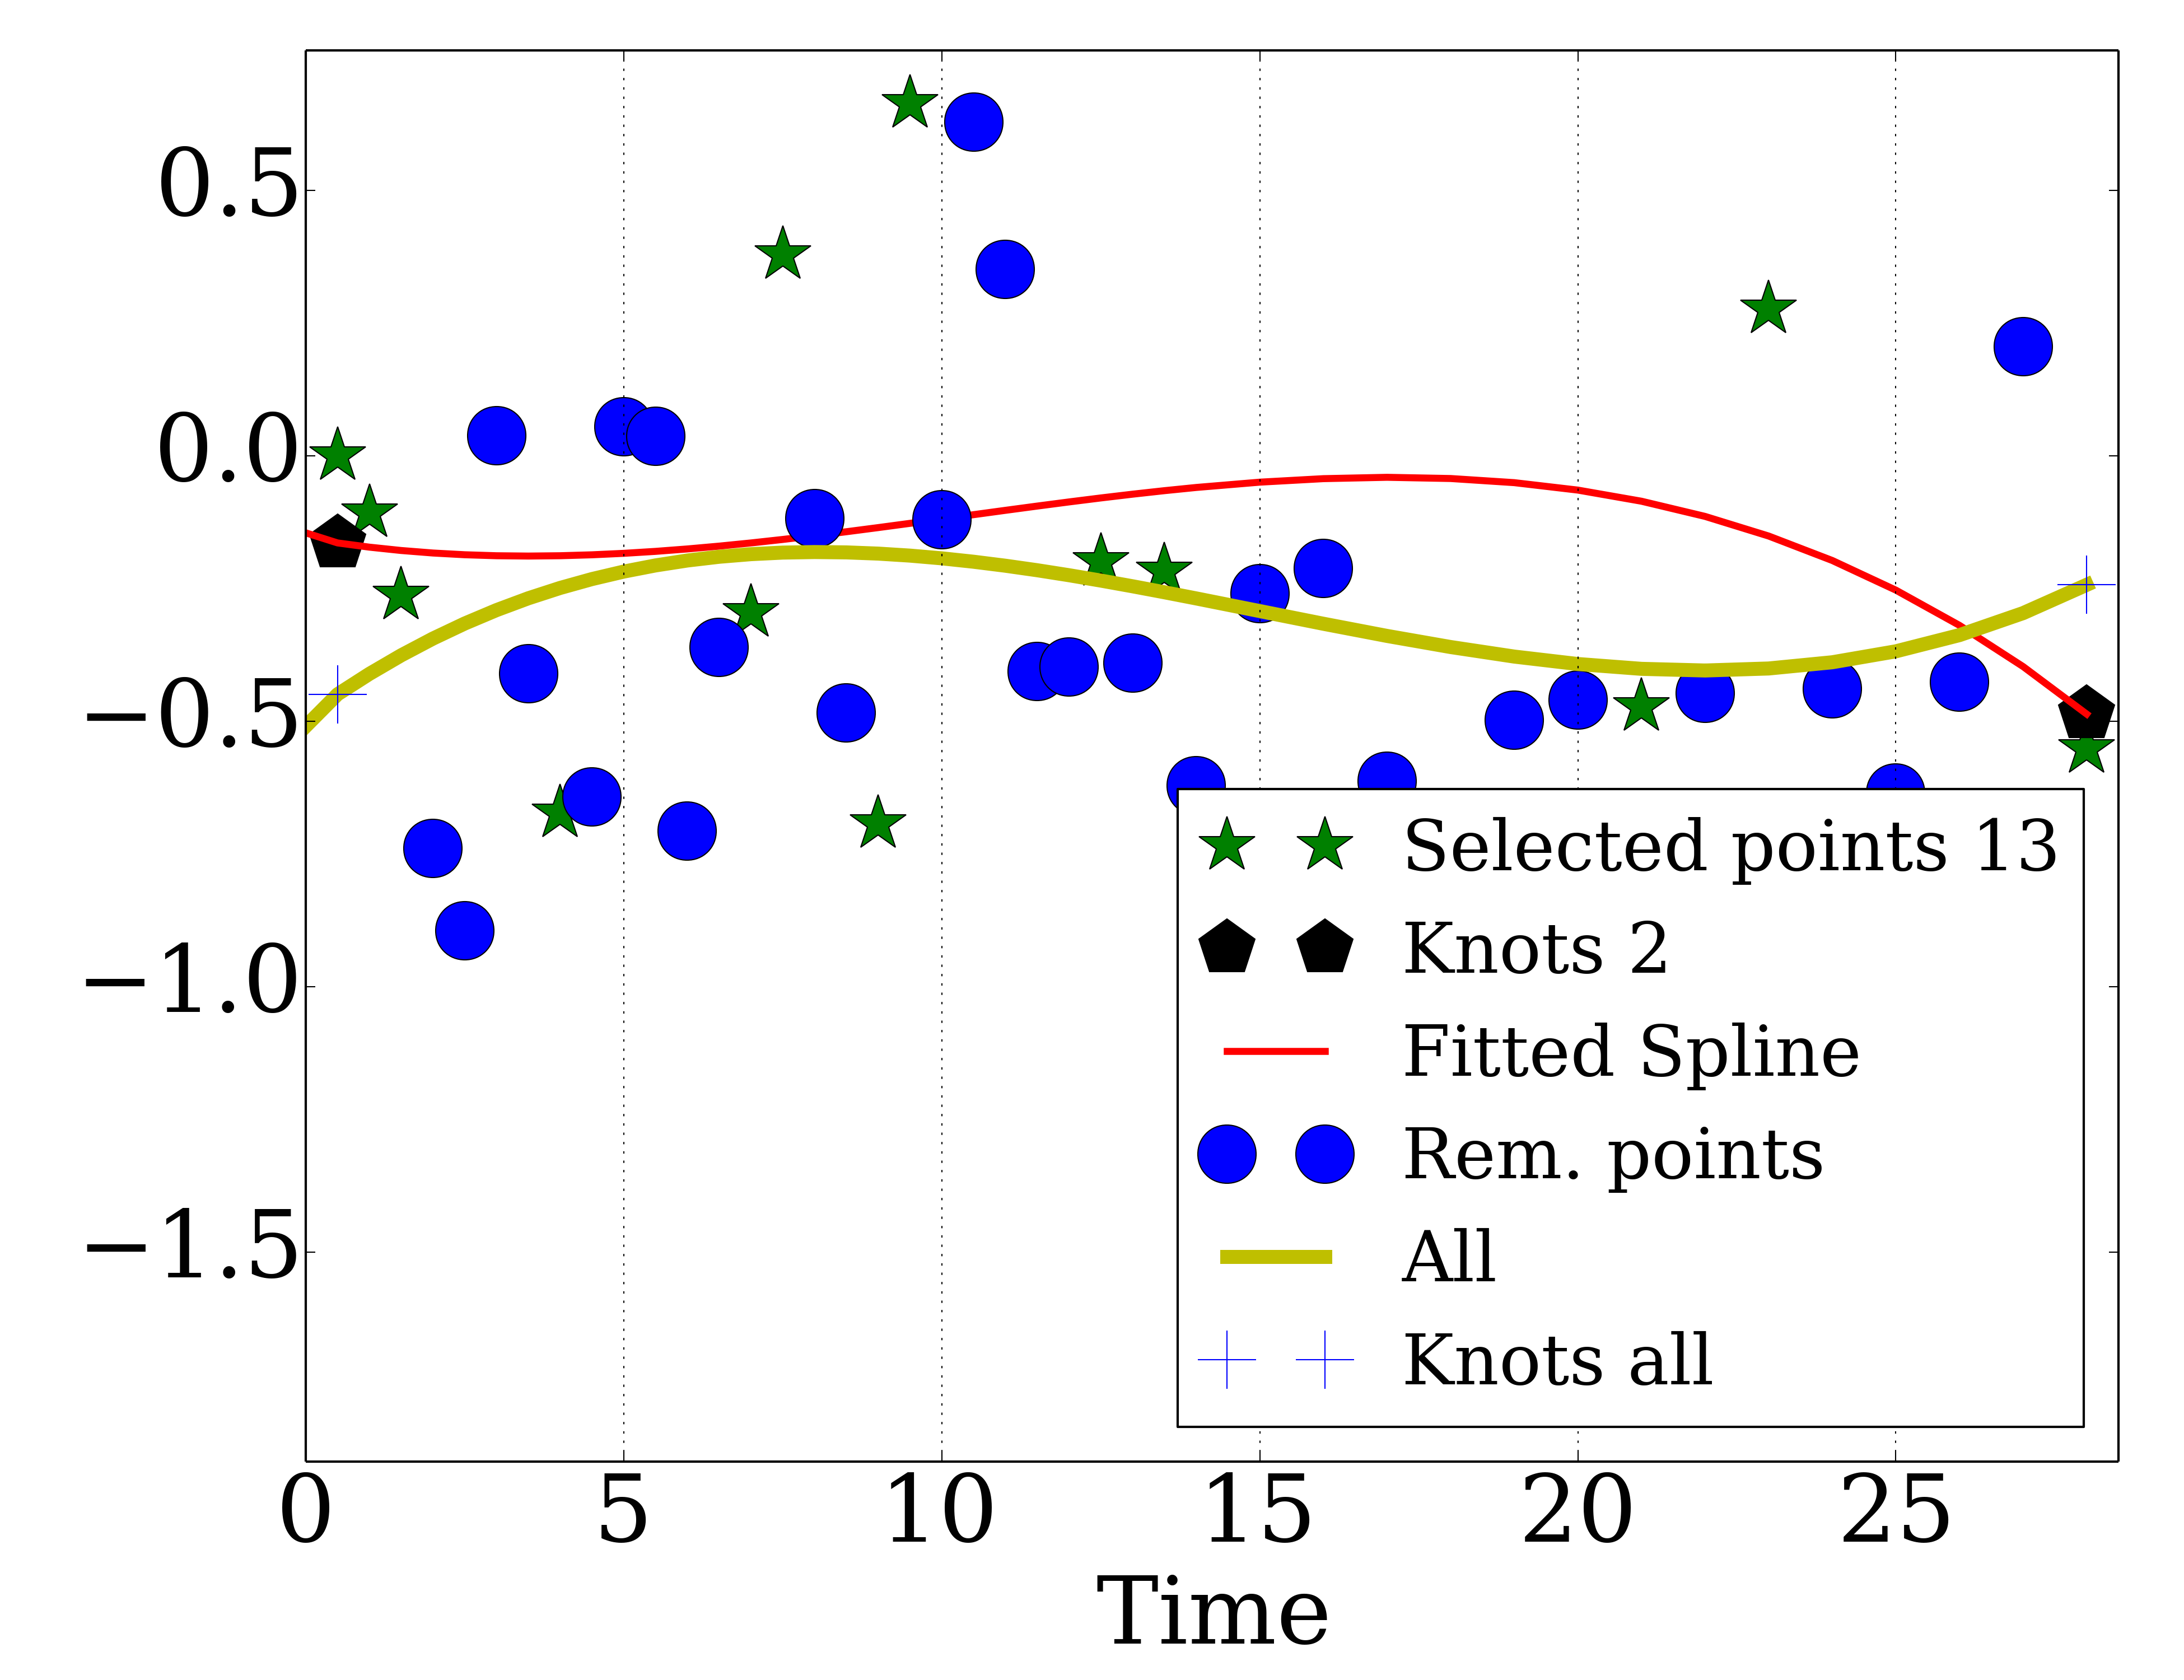 0.5
0.0
−0.5
−1.0
−1.5
Selected points 13
Knots 2
Fitted Spline
Rem. points
All
Knots all
0 5 10 15 20 25
Time